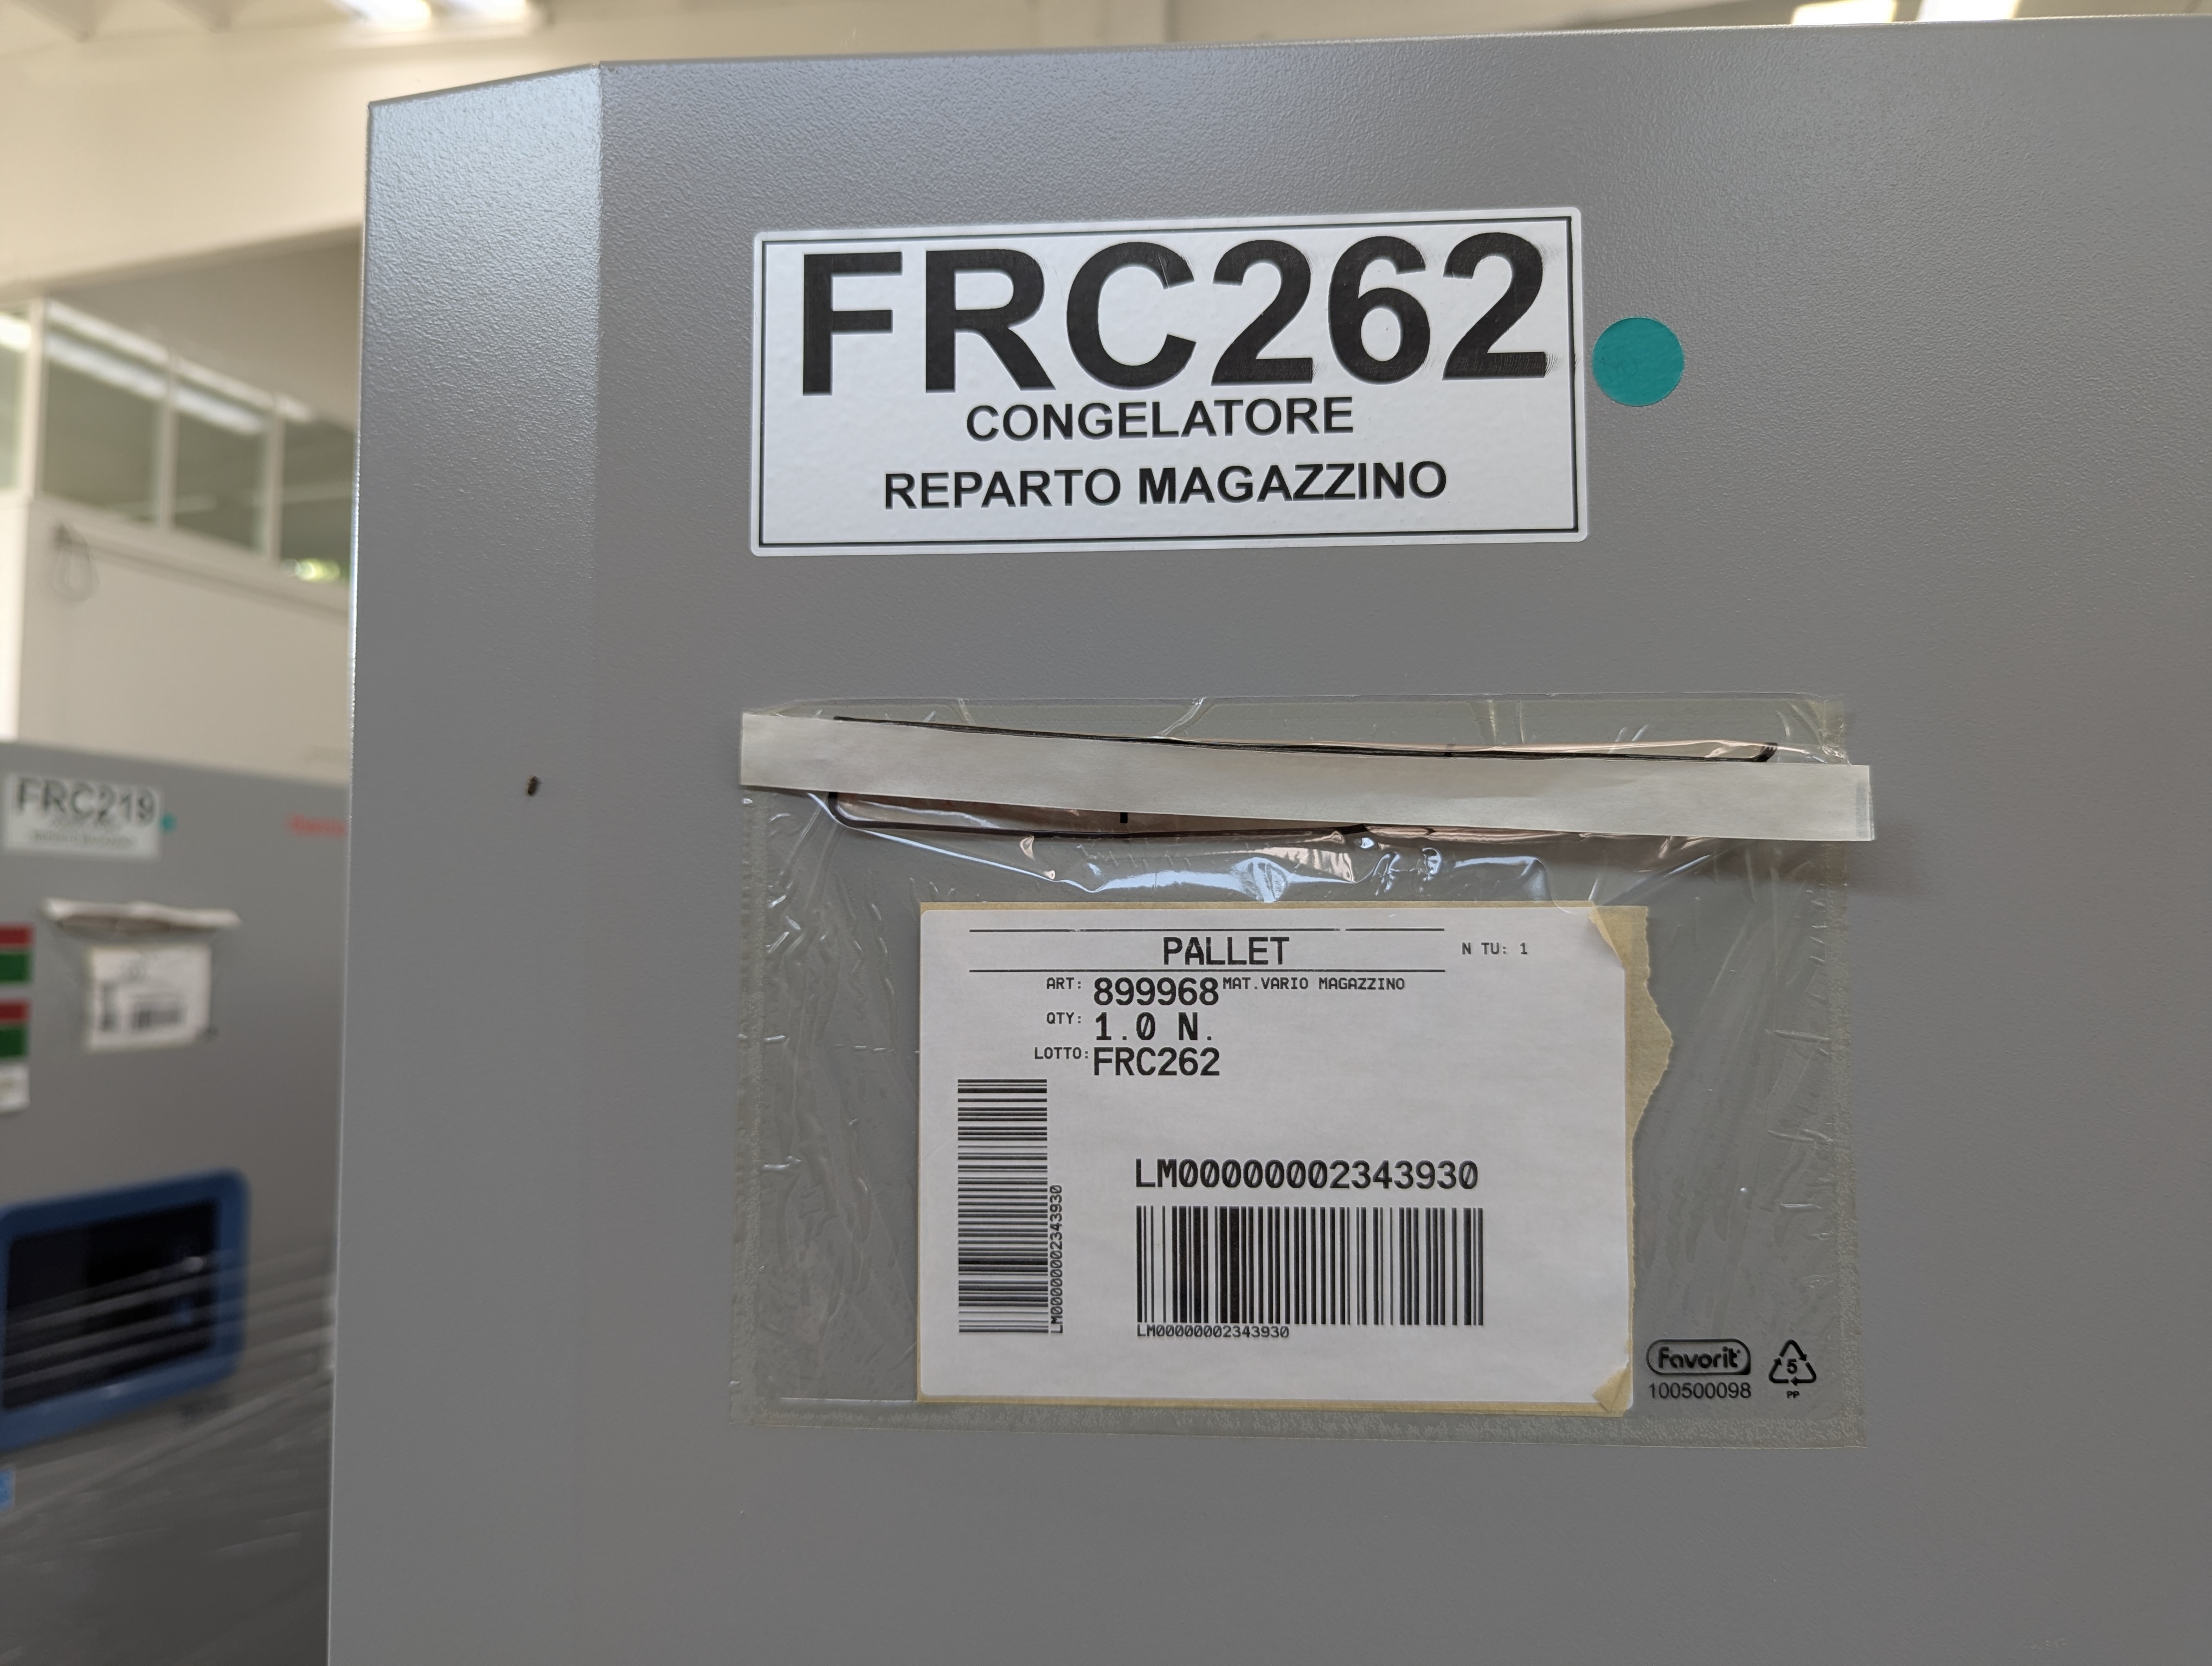 FRC262
CONGELATORE
REPARTO MAGAZZINO
FRC219
PALLET
N TU: 1
ART: 899968 MAT.VARIO MAGAZZINO
QTY: 1.0 N.
LOTTO: FRC262
LM00000002343930
LM00000002343930
LM00000002343930
Favorit
100500098
5
PP